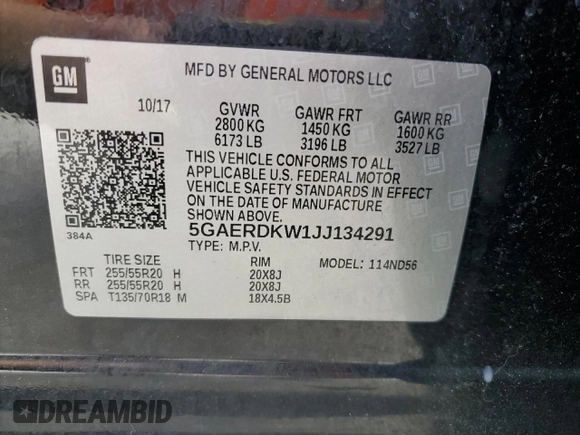 GM
MFD BY GENERAL MOTORS LLC
10/17
GVWR GAWR FRT GAWR RR
2800 KG 1450 KG 1600 KG
6173 LB 3196 LB 3527 LB
THIS VEHICLE CONFORMS TO ALL
APPLICABLE U.S. FEDERAL MOTOR
VEHICLE SAFETY STANDARDS IN EFFECT
ON THE DATE OF MANUFACTURE
SHOWN ABOVE.
384A
5GAERDKW1JJ134291
TYPE: M.P.V.
TIRE SIZE RIM MODEL: 114ND56
FRT 255/55R20 H 20X8J
RR 255/55R20 H 20X8J
SPA T135/70R18 M 18X4.5B
DREAMBID